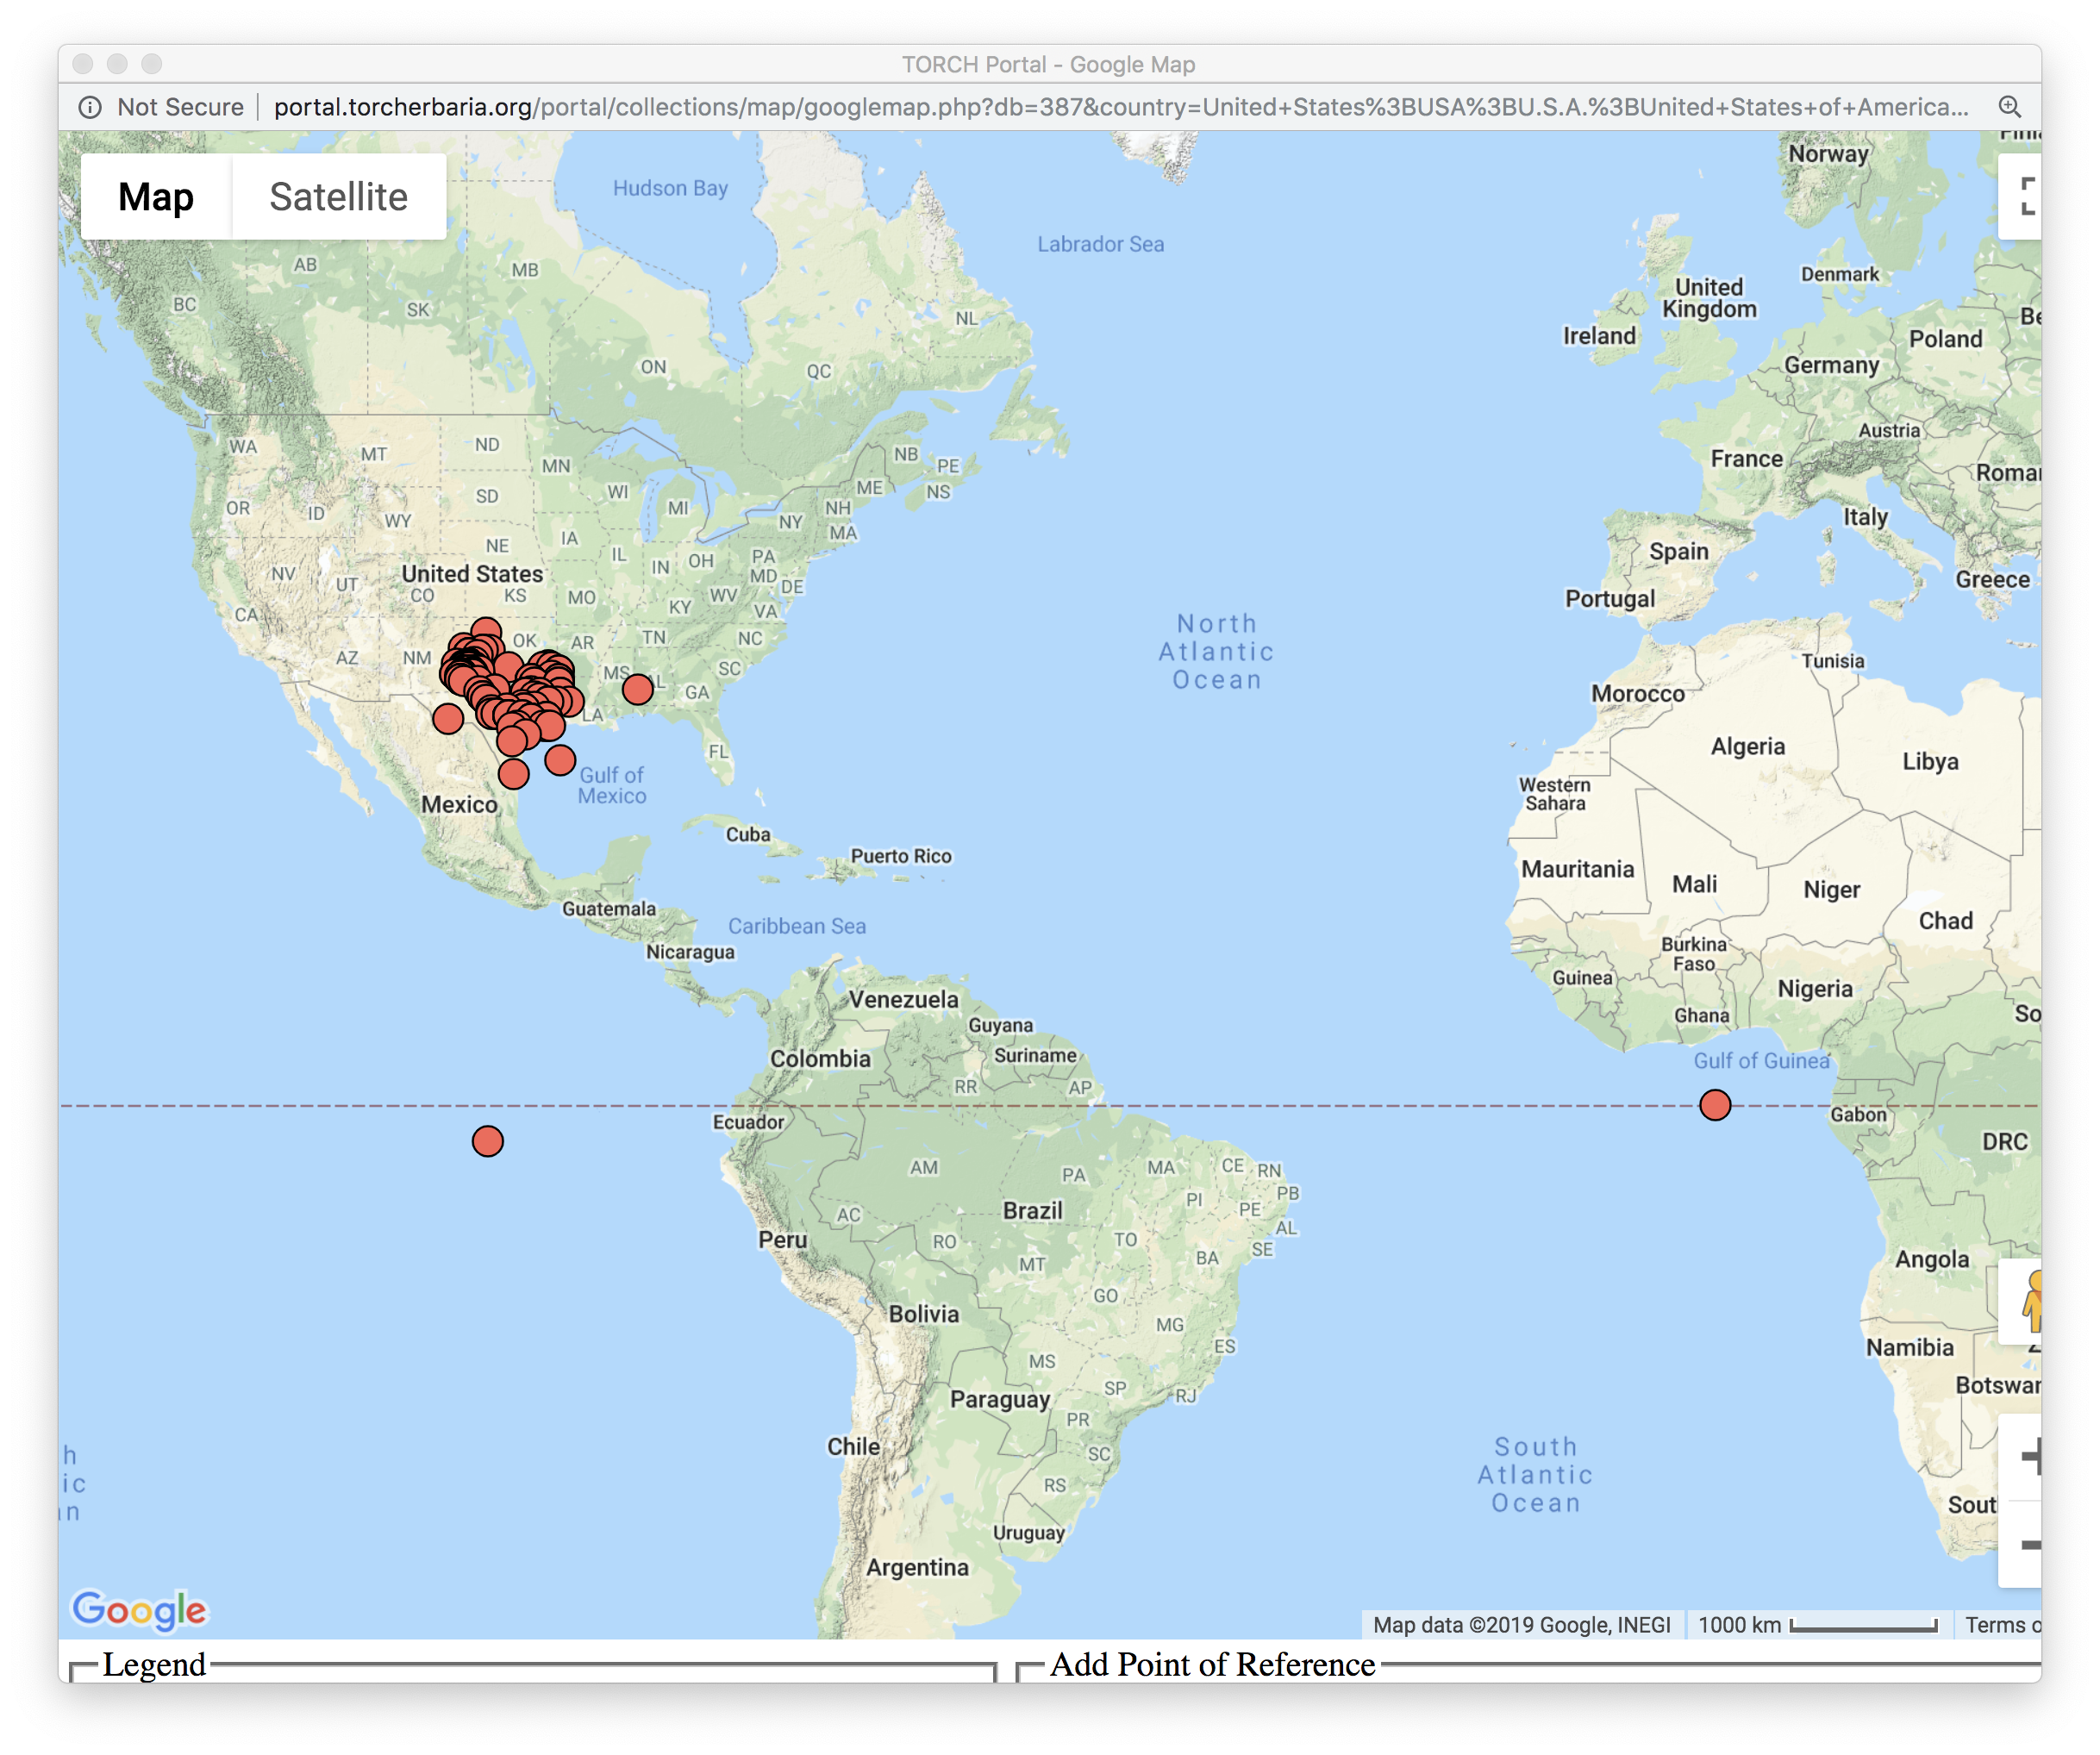 TORCH Portal - Google Map
Not Secure
portal.torcherbaria.org/portal/collections/map/googlemap.php?db=387&country=United+States%3BUSA%3BU.S.A.%3BUnited+States+of+America...
Map
Satellite
Hudson Bay
Labrador Sea
Norway
Denmark
United
Kingdom
Ireland
Poland
Germany
Austria
France
Italy
Spain
Greece
Portugal
AB
MB
BC
SK
NL
ON
QC
WA
MT
ND
MN
NB
PE
ME
NS
OR
ID
SD
WI
MI
NH
WY
NY
MA
NE
IA
IL
IN
OH
PA
MD
DE
NV
UT
United States
CO
KS
MO
KY
WV
VA
CA
OK
AR
TN
NC
AZ
NM
MS
AL
SC
GA
LA
FL
North
Atlantic
Ocean
Gulf of
Mexico
Mexico
Cuba
Puerto Rico
Guatemala
Caribbean Sea
Nicaragua
Tunisia
Morocco
Algeria
Libya
Western
Sahara
Mauritania
Mali
Niger
Chad
Burkina
Faso
Guinea
Nigeria
Ghana
Gulf of Guinea
Gabon
DRC
Angola
Namibia
Venezuela
Guyana
Colombia
Suriname
RR
AP
Ecuador
AM
PA
MA
CE
RN
PB
PI
PE
AL
SE
AC
Brazil
Peru
RO
TO
BA
MT
GO
Bolivia
MG
ES
MS
SP
RJ
Paraguay
PR
Chile
SC
RS
Uruguay
Argentina
South
Atlantic
Ocean
Google
Map data ©2019 Google, INEGI
1000 km
Terms
Legend
Add Point of Reference